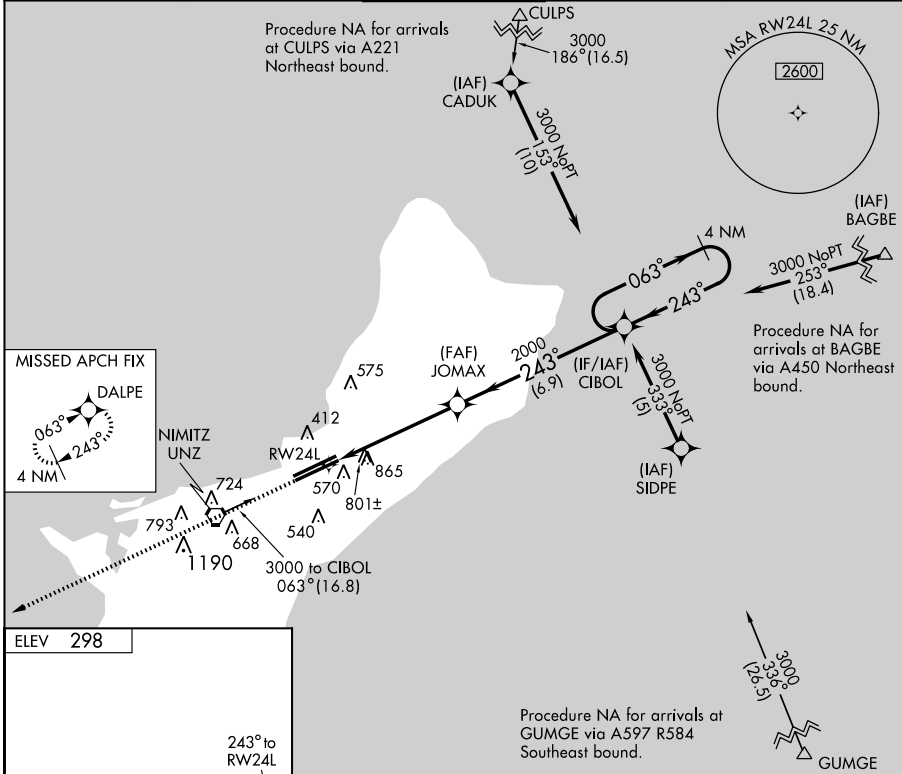 Procedure NA for arrivals
at CULPS via A221
Northeast bound.
CULPS
3000
186° (16.5)
(IAF)
CADUK
3000 NoPT
153°
(10)
MSA RW24L 25 NM
2600
(IAF)
BAGBE
3000 NoPT
253°
(18.4)
Procedure NA for
arrivals at BAGBE
via A450 Northeast
bound.
4 NM
063°
243°
(IF/IAF)
CIBOL
2000
243°
(6.9)
(FAF)
JOMAX
3000 NoPT
333°
(5)
(IAF)
SIDPE
MISSED APCH FIX
DALPE
063°
243°
4 NM
575
412
RW24L
NIMITZ
UNZ
724
570
865
801±
793
668
540
1190
3000 to CIBOL
063° (16.8)
ELEV 298
243° to
RW24L
Procedure NA for arrivals at
GUMGE via A597 R584
Southeast bound.
3000
336°
(26.5)
GUMGE